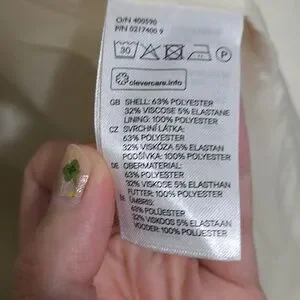 O/N 400590
P/N 0217400 9
30 P
clevercare.info
GB SHELL: 63% POLYESTER
32% VISCOSE 5% ELASTANE
LINING: 100% POLYESTER
CZ SVRCHNÍ LÁTKA:
63% POLYESTER
32% VISKÓZA 5% ELASTAN
PODŠÍVKA: 100% POLYESTER
DE OBERMATERIAL:
63% POLYESTER
32% VISKOSE 5% ELASTHAN
FUTTER: 100% POLYESTER
EE ÜMBRIS:
63% POLÜESTER
32% VISKOOS 5% ELASTAAN
VOODER: 100% POLÜESTER